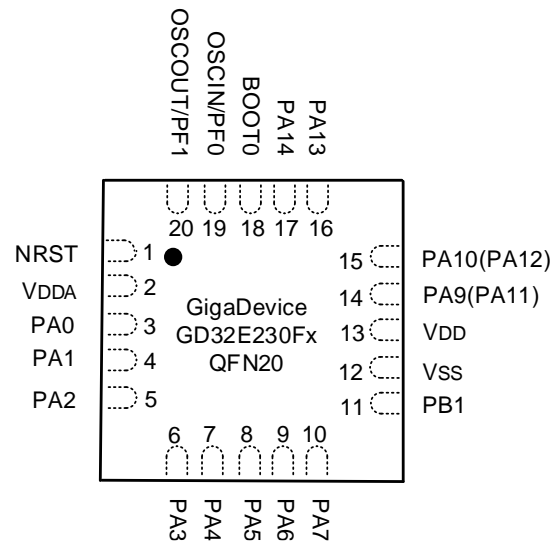 OSCOUT/PF1
OSCIN/PF0
BOOT0
PA14
PA13
20 19 18 17 16
NRST 1
VDDA 2
PA0 3
PA1 4
PA2 5
GigaDevice
GD32E230Fx
QFN20
15 PA10(PA12)
14 PA9(PA11)
13 VDD
12 VSS
11 PB1
6 7 8 9 10
PA3
PA4
PA5
PA6
PA7